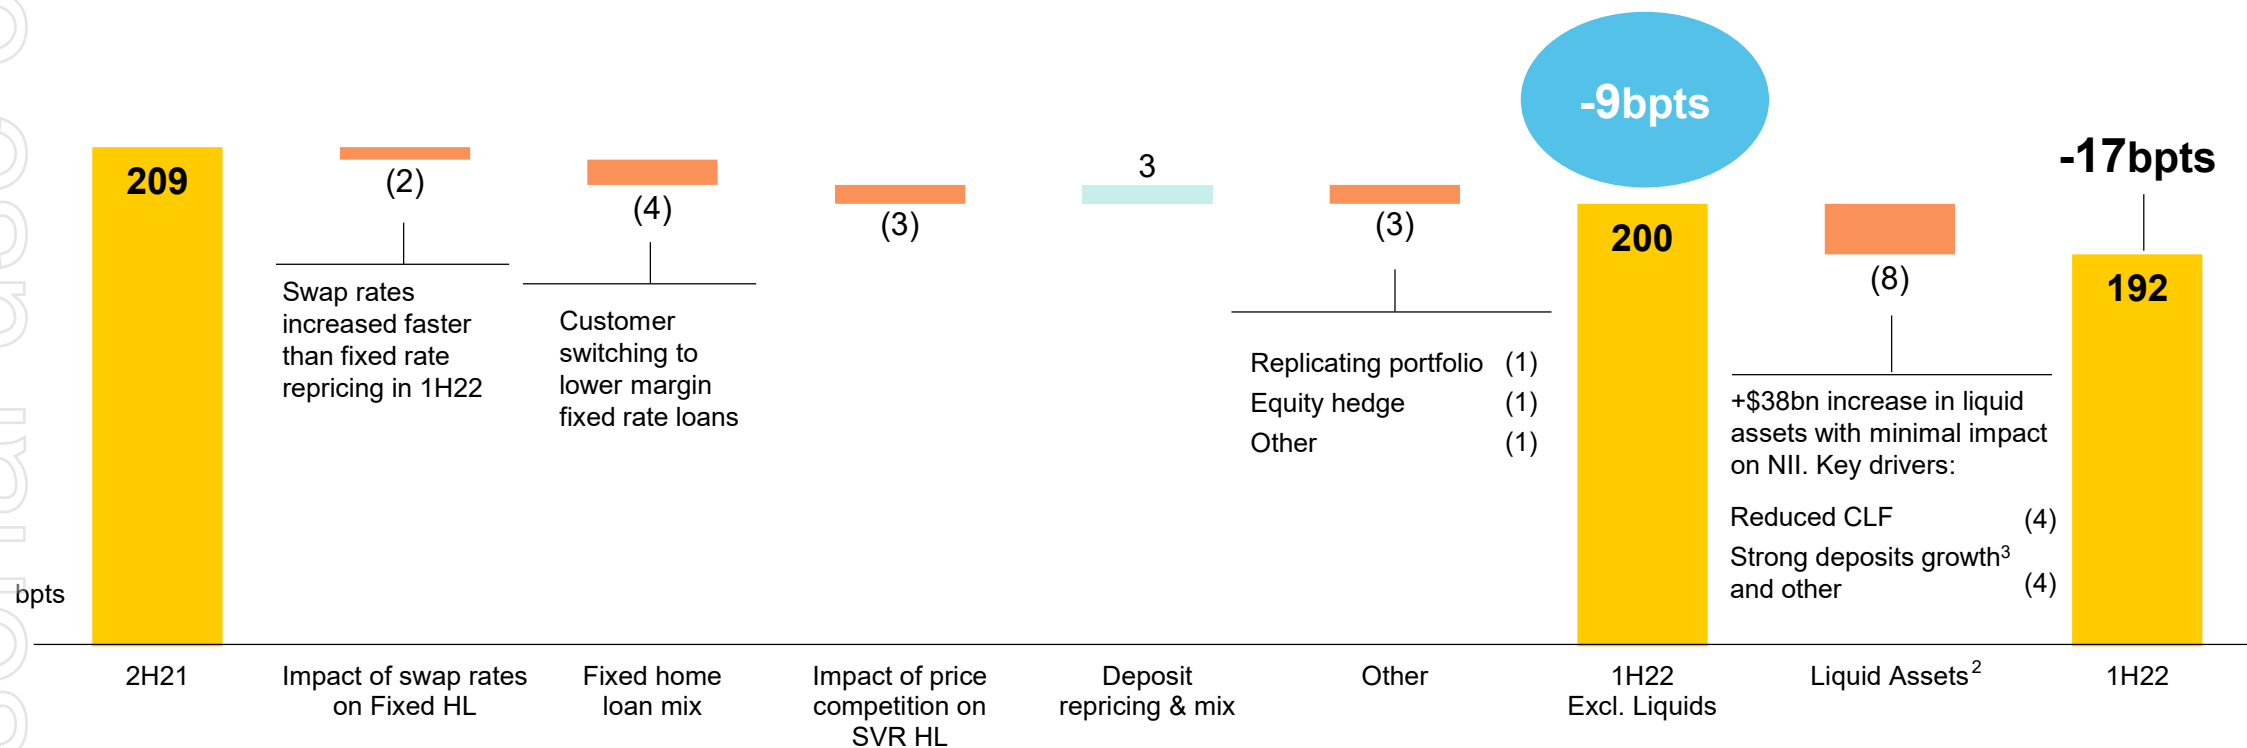 -9bpts
-17bpts
209
(2)
(4)
(3)
3
(3)
200
(8)
192
Swap rates
increased faster
than fixed rate
repricing in 1H22
Customer
switching to
lower margin
fixed rate loans
Replicating portfolio (1)
Equity hedge (1)
Other (1)
+$38bn increase in liquid
assets with minimal impact
on NII. Key drivers:
Reduced CLF (4)
Strong deposits growth3
and other (4)
bpts
2H21
Impact of swap rates
on Fixed HL
Fixed home
loan mix
Impact of price
competition on
SVR HL
Deposit
repricing & mix
Other
1H22
Excl. Liquids
Liquid Assets2
1H22